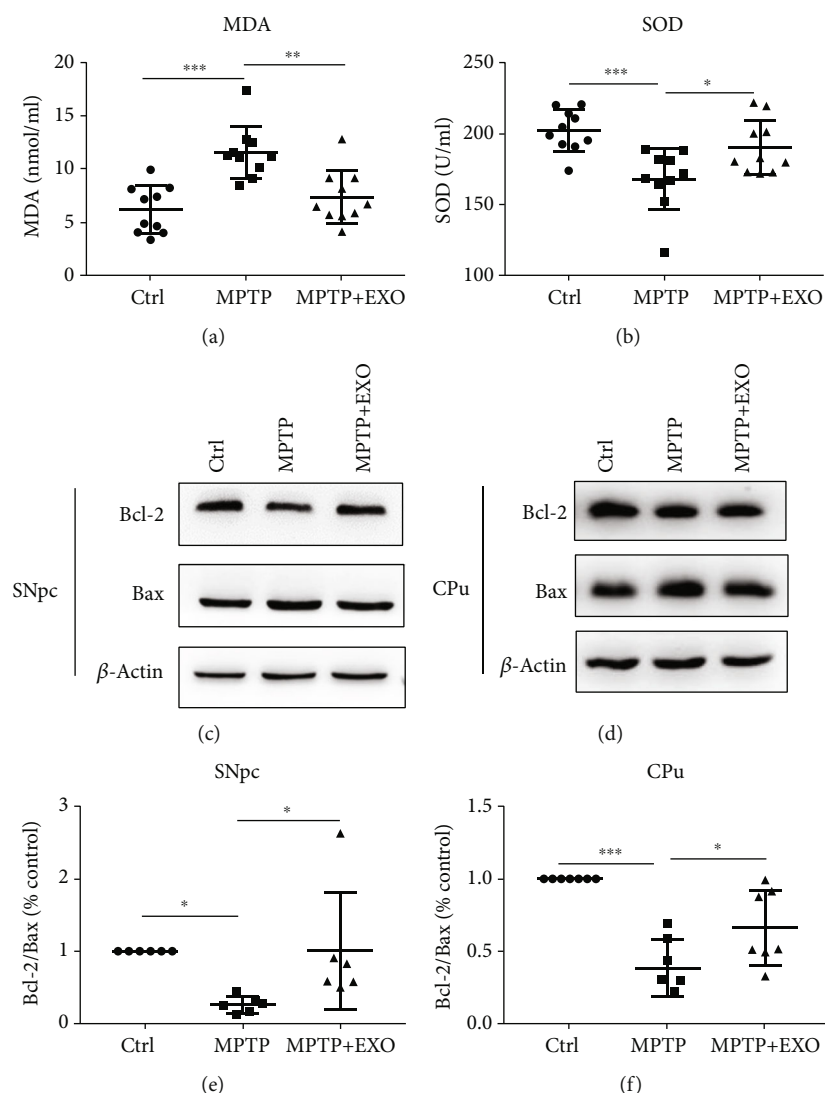 MDA
MDA (nmol/ml)
20
15
10
5
0
***
**
Ctrl MPTP MPTP+EXO
(a)
SOD
SOD (U/ml)
250
200
150
100
***
*
Ctrl MPTP MPTP+EXO
(b)
Ctrl
MPTP
MPTP+EXO
SNpc
Bcl-2
Bax
β-Actin
(c)
Ctrl
MPTP
MPTP+EXO
CPu
Bcl-2
Bax
β-Actin
(d)
SNpc
Bcl-2/Bax (% control)
3
2
1
0
*
*
Ctrl MPTP MPTP+EXO
(e)
CPu
Bcl-2/Bax (% control)
1.5
1.0
0.5
0.0
***
*
Ctrl MPTP MPTP+EXO
(f)